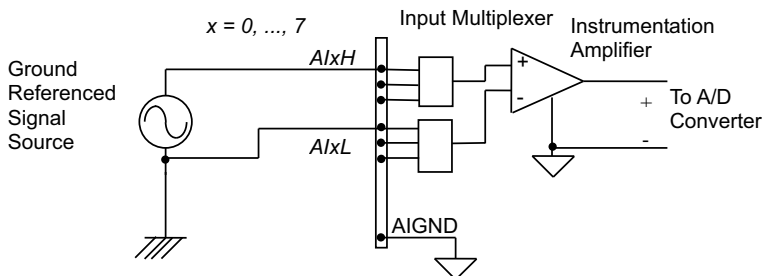 x = 0, ..., 7
Input Multiplexer
Instrumentation
Amplifier
Ground
Referenced
Signal
Source
AIxH
AIxL
+
-
+
-
To A/D
Converter
AIGND